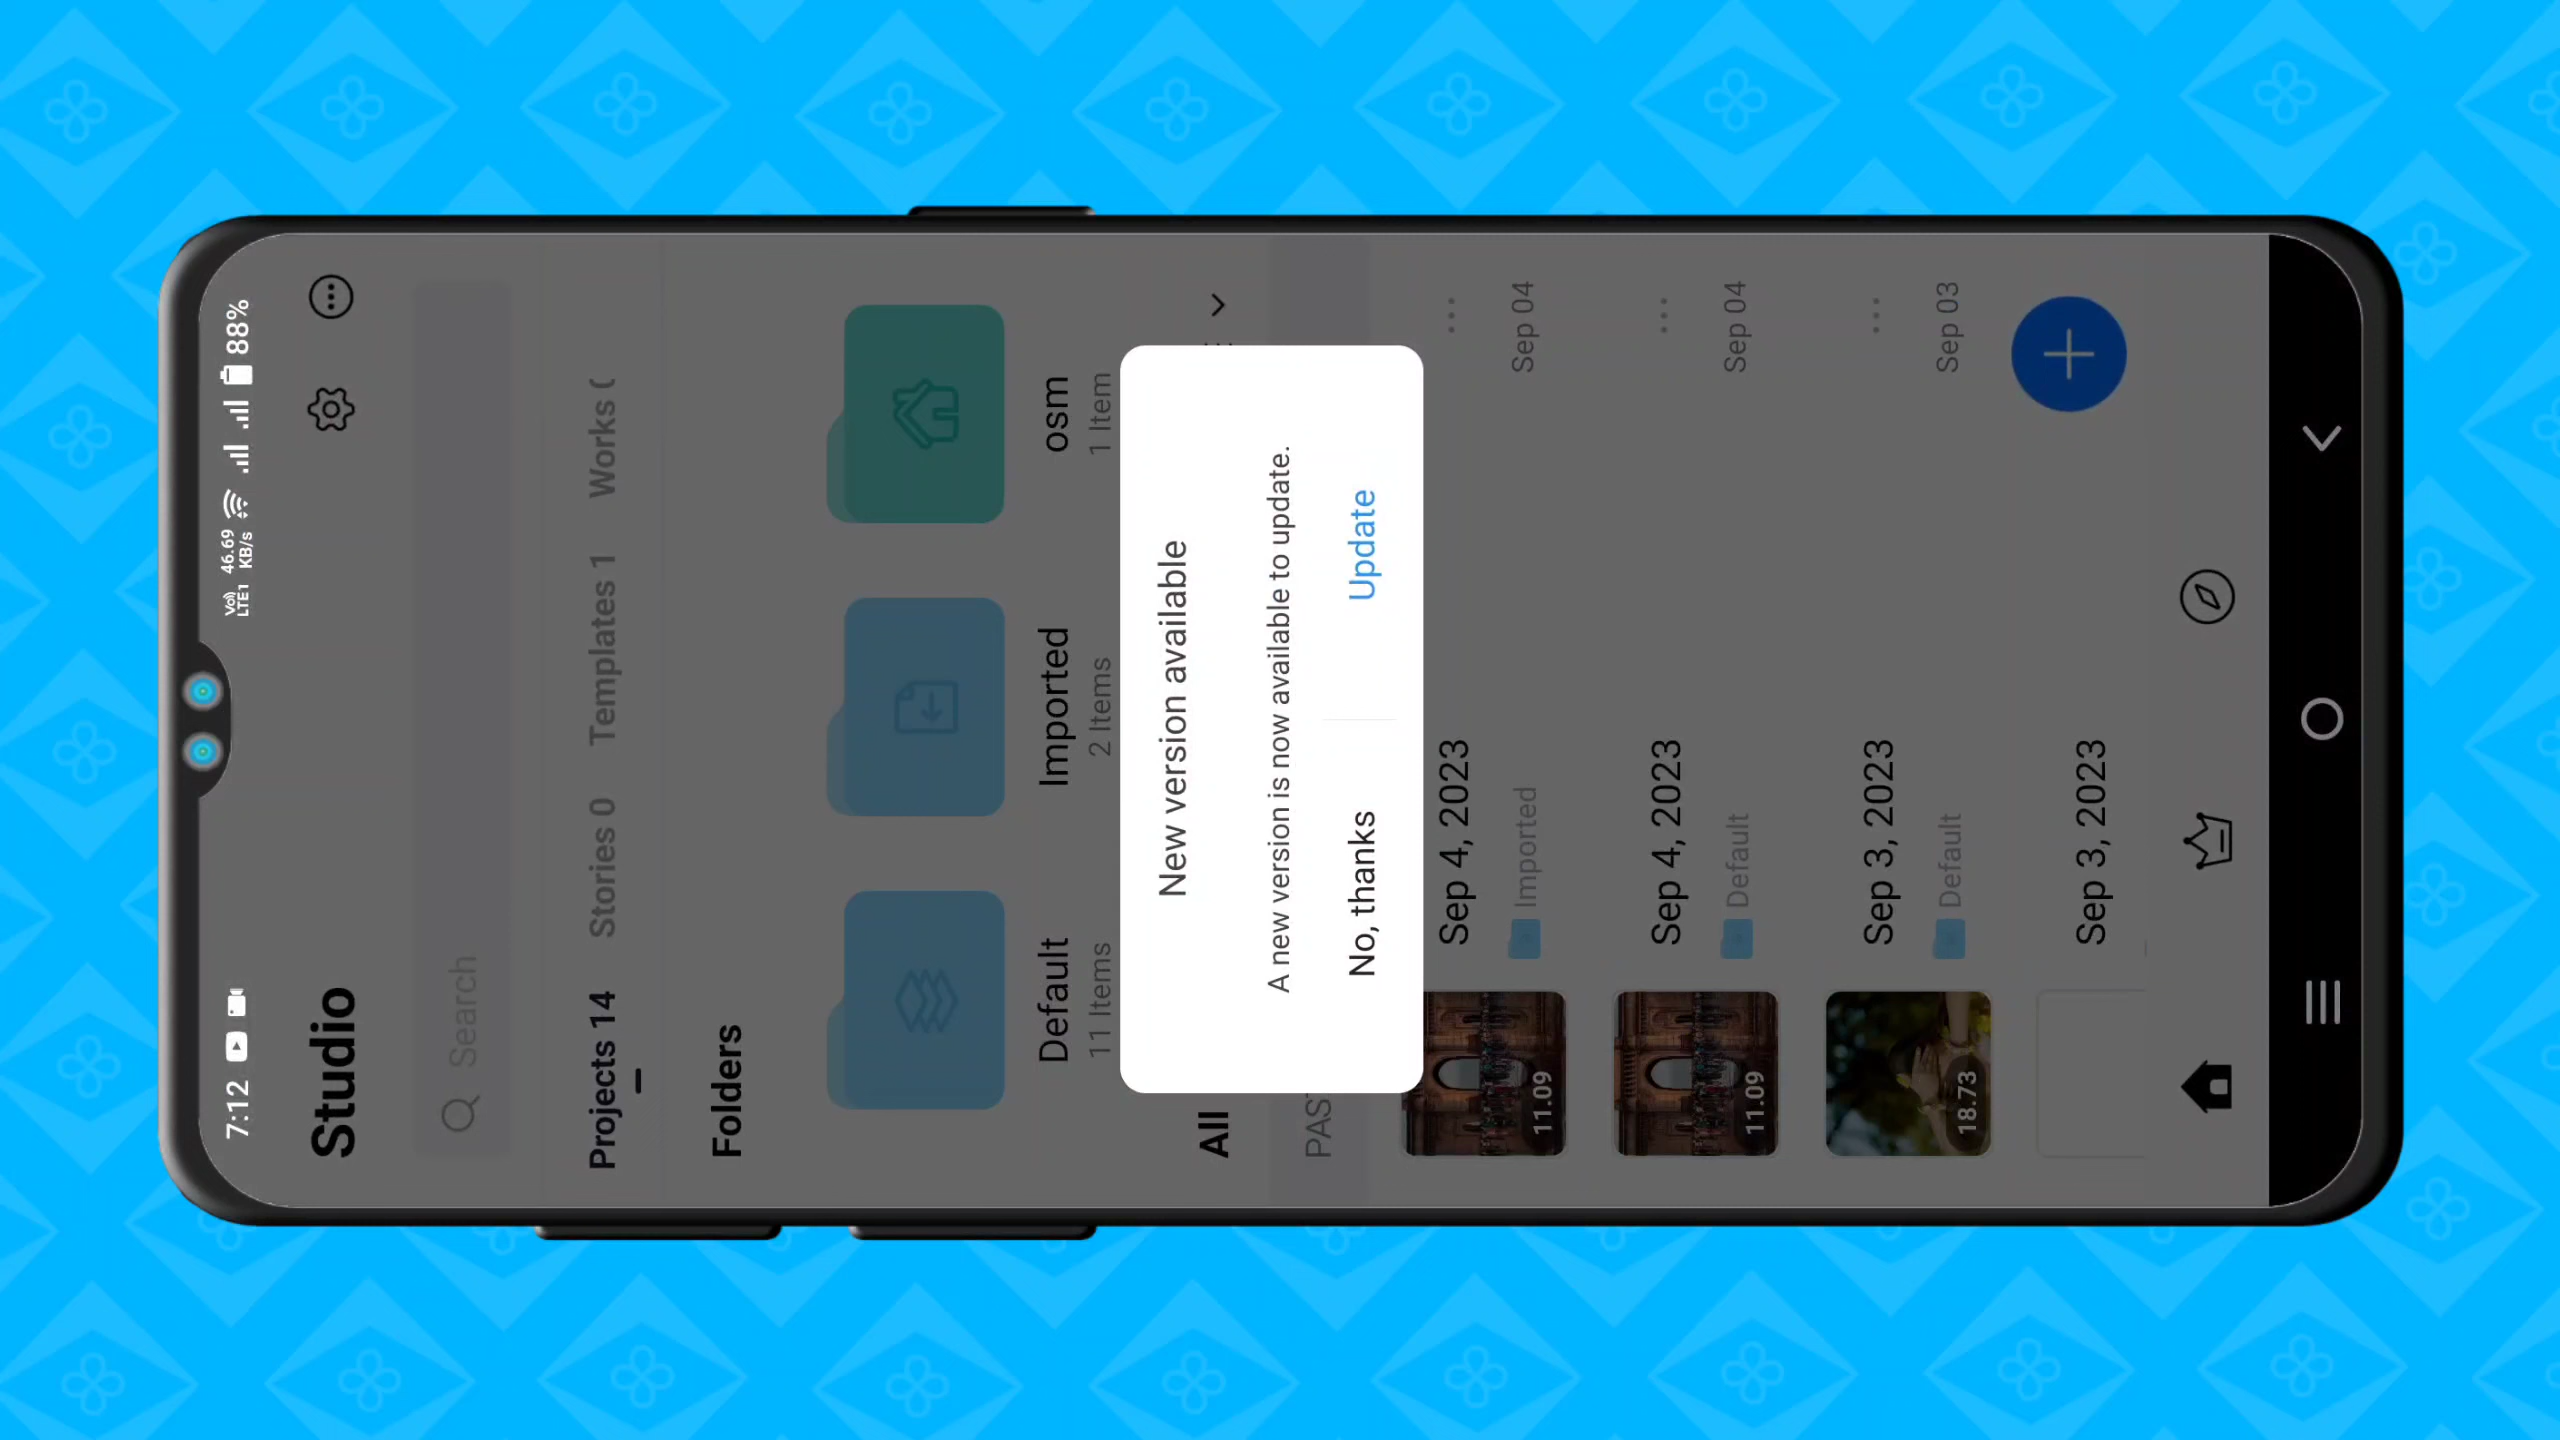 7:12
Vo)) LTE1
46.69 KB/s
88%
Studio
Search
Projects 14
Stories 0
Templates 1
Works (
Folders
Default
11 Items
Imported
2 Items
osm
1 Item
New version available
A new version is now available to update.
No, thanks
Update
All
PAS
11.09
Sep 4, 2023
Imported
Sep 04
11.09
Sep 4, 2023
Default
Sep 04
18.73
Sep 3, 2023
Default
Sep 03
Sep 3, 2023